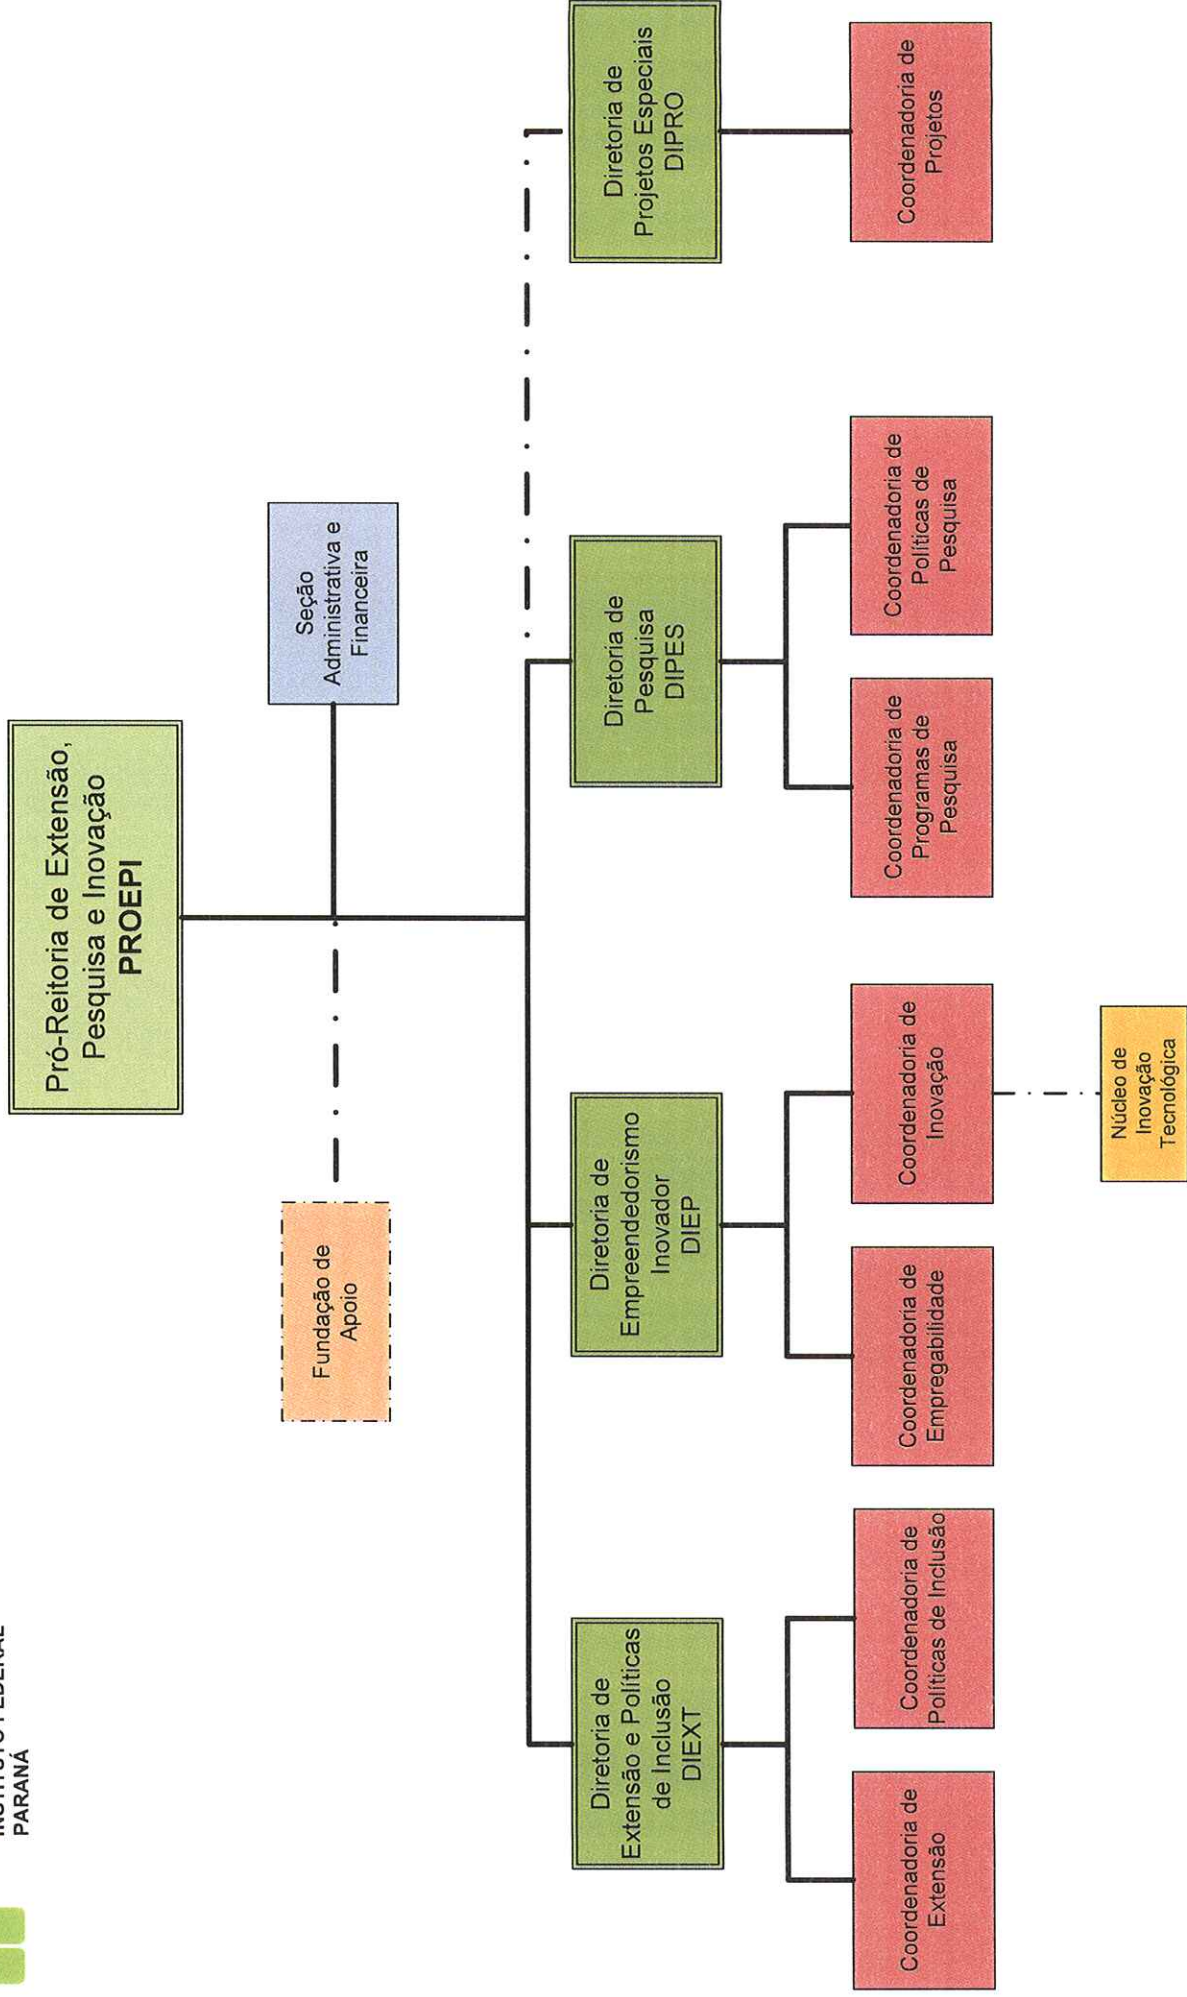 PARANÁ
Pró-Reitoria de Extensão,
Pesquisa e Inovação
PROEPI
Seção
Administrativa e
Financeira
Fundação de
Apoio
Diretoria de
Extensão e Políticas
de Inclusão
DIEXT
Diretoria de
Empreendedorismo
Inovador
DIEP
Diretoria de
Pesquisa
DIPES
Diretoria de
Projetos Especiais
DIPRO
Coordenadoria de
Extensão
Coordenadoria de
Políticas de Inclusão
Coordenadoria de
Empregabilidade
Coordenadoria de
Inovação
Coordenadoria de
Programas de
Pesquisa
Coordenadoria de
Políticas de
Pesquisa
Coordenadoria de
Projetos
Núcleo de
Inovação
Tecnológica